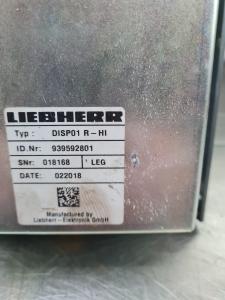 LIEBHERR
Typ : DISP01 R-HI
ID.Nr: 939592801
SNr: 018168 LEG
DATE: 022018
Manufactured by
Liebherr-Elektronik GmbH